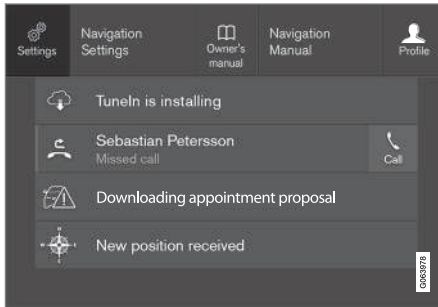 Settings
Navigation
Settings
Owner's
manual
Navigation
Manual
Profile
TuneIn is installing
Sebastian Petersson
Missed call
Call
Downloading appointment proposal
New position received
G063978